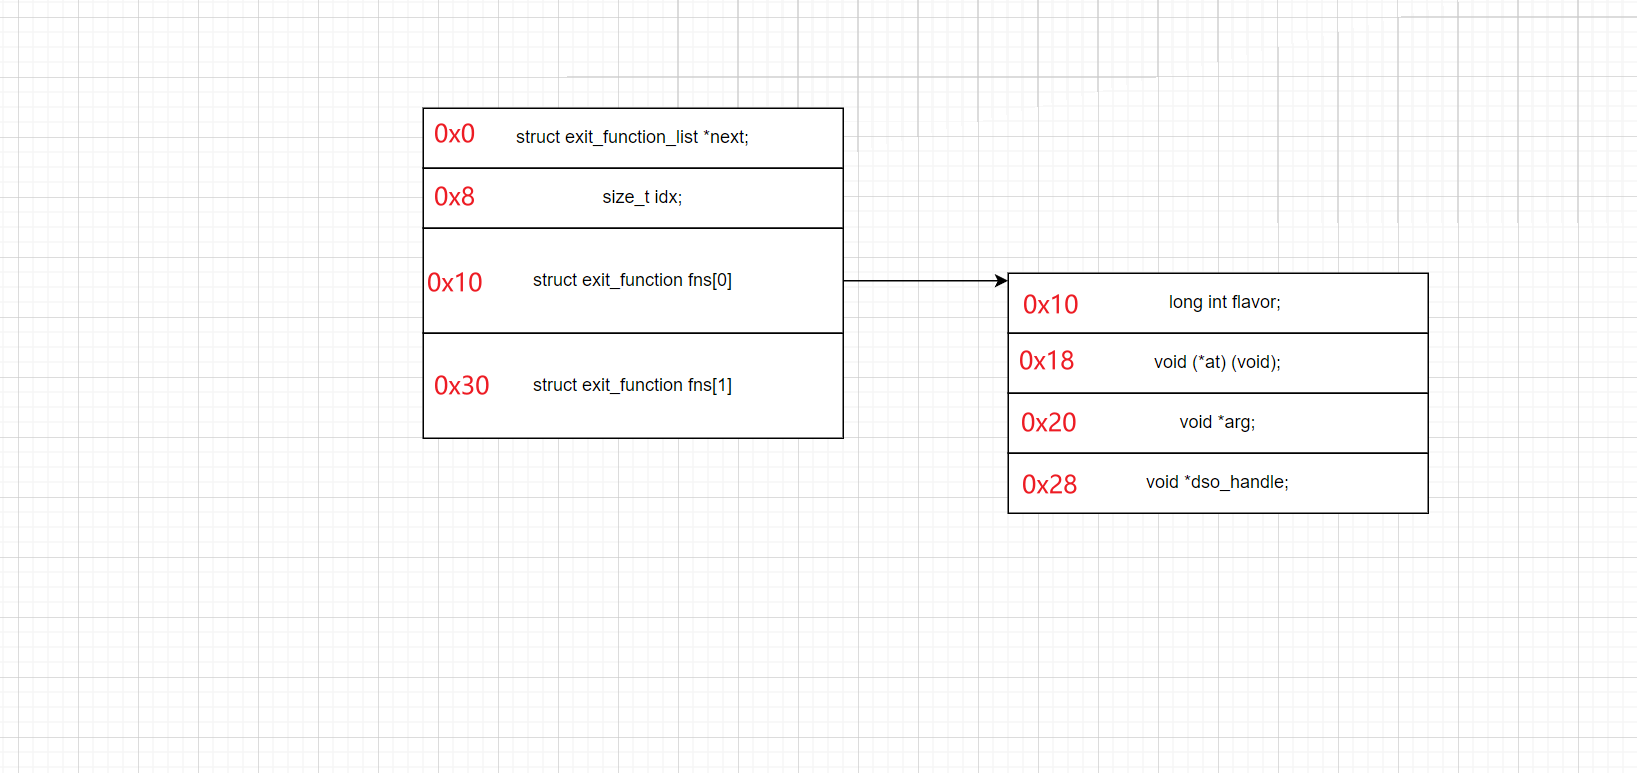 0x0 struct exit_function_list *next;
0x8 size_t idx;
0x10 struct exit_function fns[0]
0x30 struct exit_function fns[1]
0x10 long int flavor;
0x18 void (*at) (void);
0x20 void *arg;
0x28 void *dso_handle;